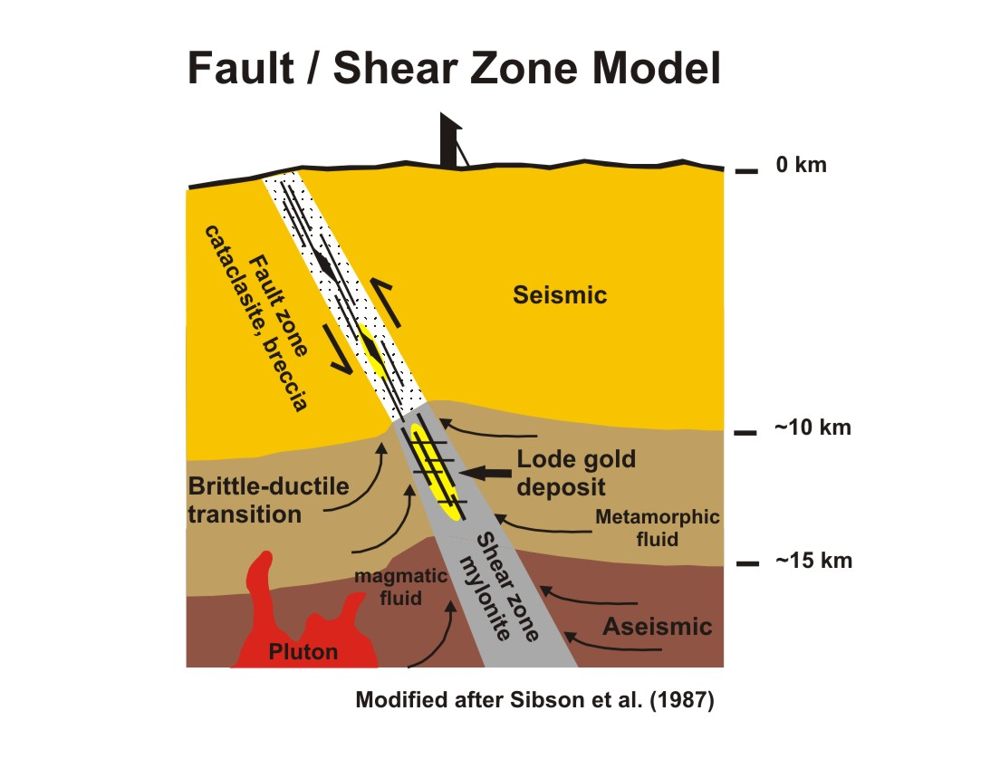 Fault / Shear Zone Model
0 km
Fault zone
cataclasite, breccia
Seismic
~10 km
Lode gold
deposit
Brittle-ductile
transition
Metamorphic
fluid
~15 km
magmatic
fluid
Shear zone
mylonite
Aseismic
Pluton
Modified after Sibson et al. (1987)